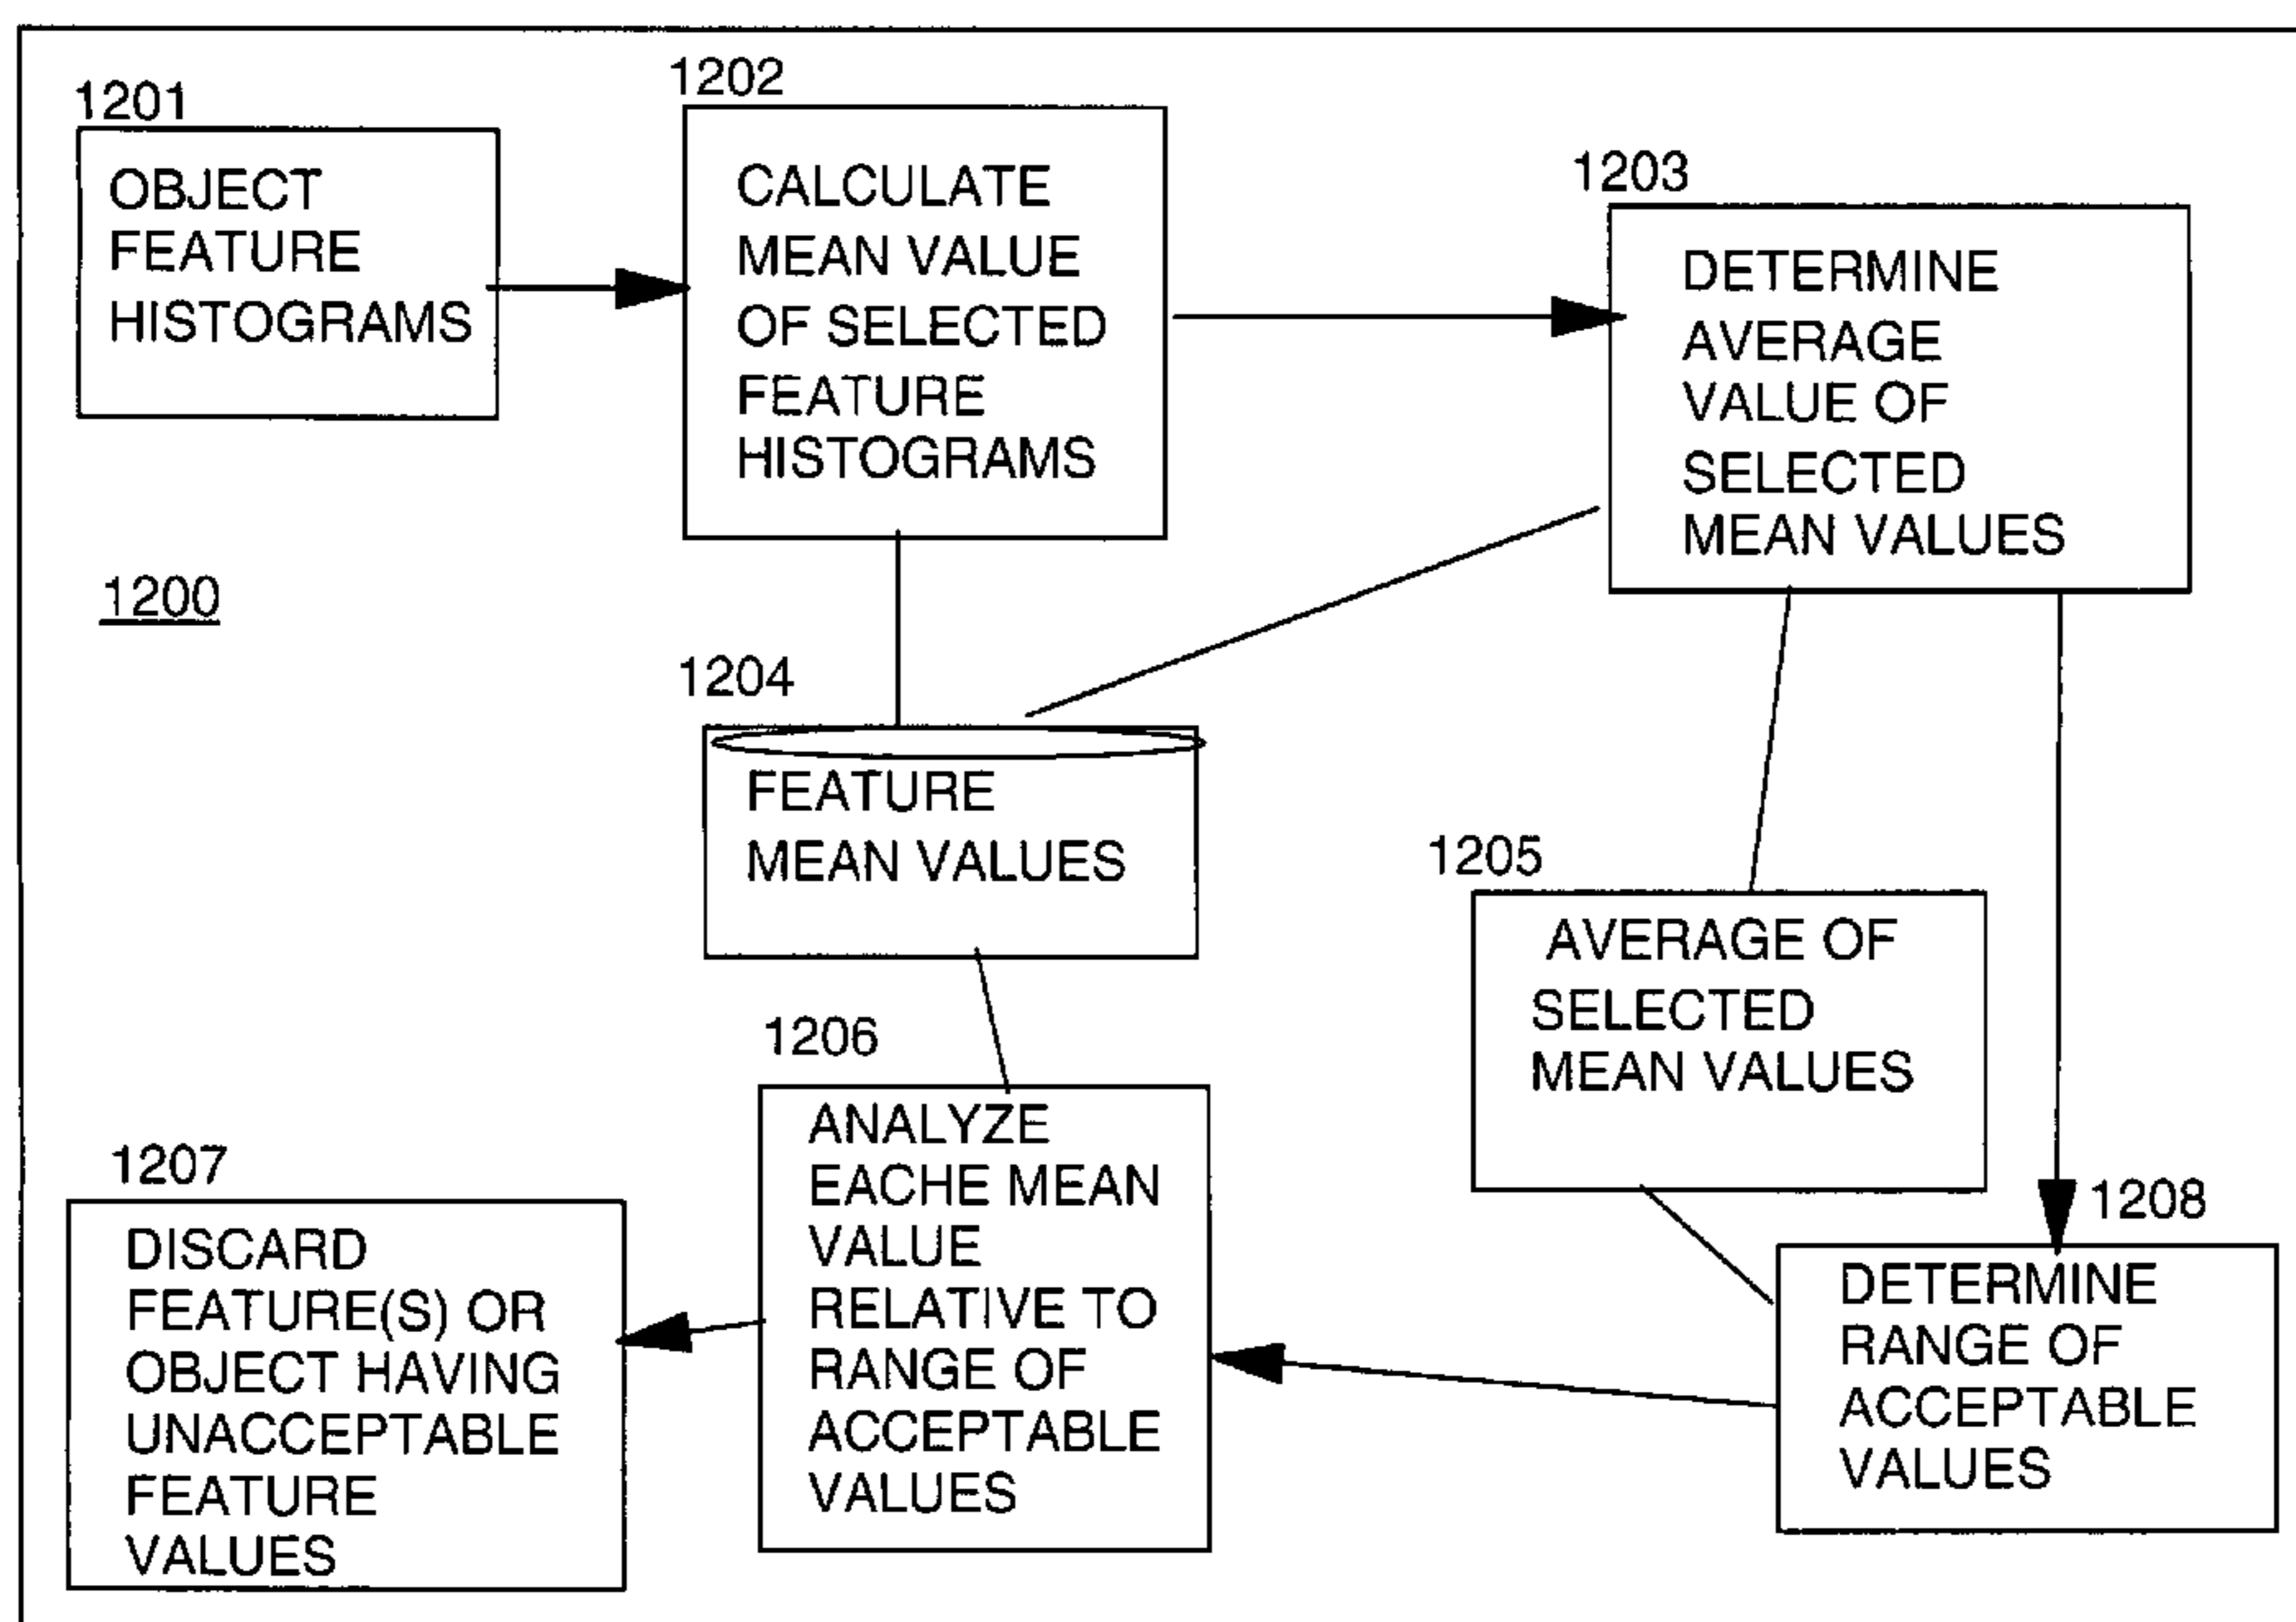 1201
OBJECT
FEATURE
HISTOGRAMS
1202
CALCULATE
MEAN VALUE
OF SELECTED
FEATURE
HISTOGRAMS
1203
DETERMINE
AVERAGE
VALUE OF
SELECTED
MEAN VALUES
1200
1204
FEATURE
MEAN VALUES
1205
AVERAGE OF
SELECTED
MEAN VALUES
1206
ANALYZE
EACHE MEAN
VALUE
RELATIVE TO
RANGE OF
ACCEPTABLE
VALUES
1207
DISCARD
FEATURE(S) OR
OBJECT HAVING
UNACCEPTABLE
FEATURE
VALUES
1208
DETERMINE
RANGE OF
ACCEPTABLE
VALUES